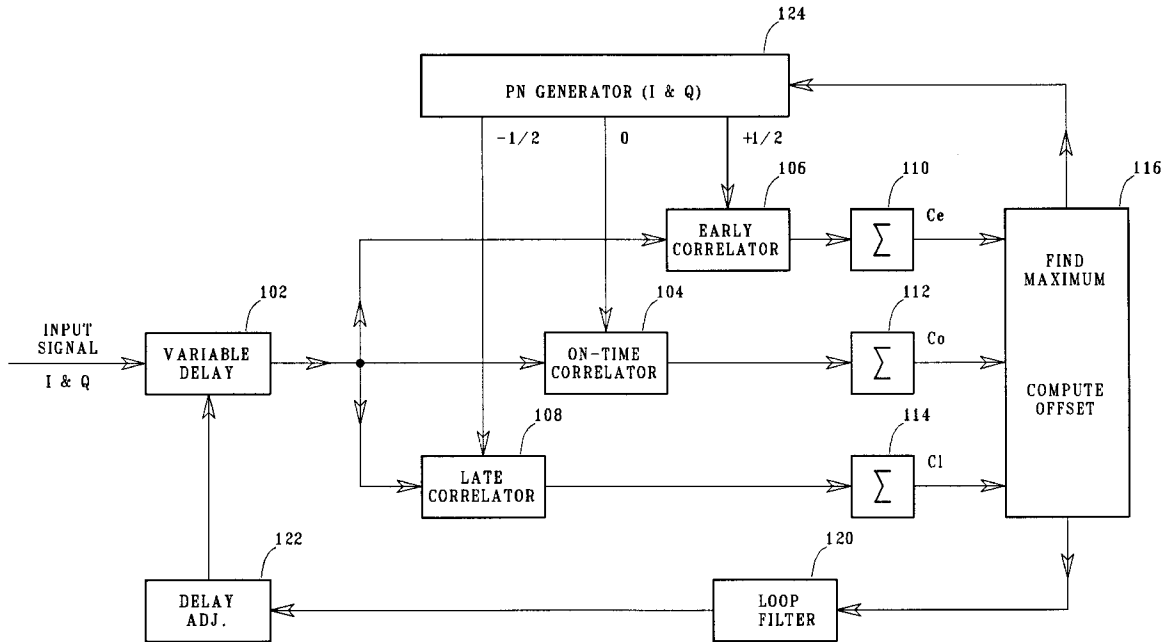 124
PN GENERATOR (I & Q)
-1/2
0
+1/2
106
110
116
EARLY
CORRELATOR
Σ
Ce
FIND
MAXIMUM
102
104
112
INPUT
SIGNAL
I & Q
VARIABLE
DELAY
ON-TIME
CORRELATOR
Σ
Co
COMPUTE
OFFSET
108
114
LATE
CORRELATOR
Σ
Cl
122
120
DELAY
ADJ.
LOOP
FILTER